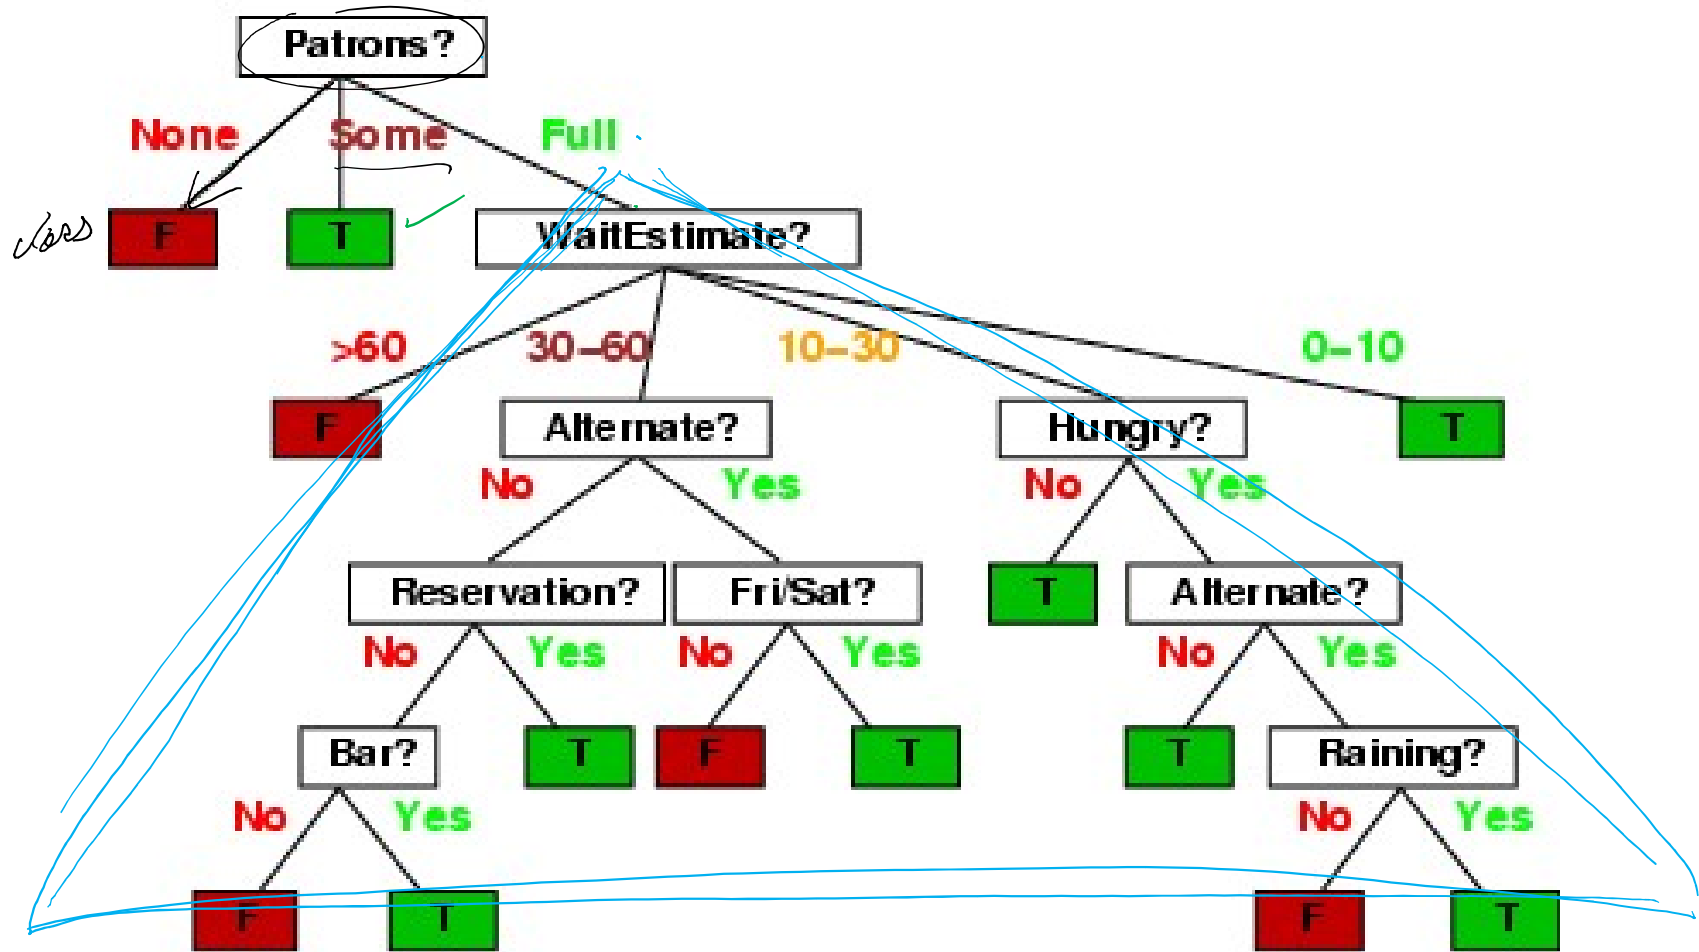 Patrons?
None Some Full
F T WaitEstimate?
>60 30–60 10–30 0–10
F Alternate? Hungry? T
No Yes No Yes
Reservation? Fri/Sat? T Alternate?
No Yes No Yes No Yes
Bar? T F T T Raining?
No Yes No Yes
F T F T